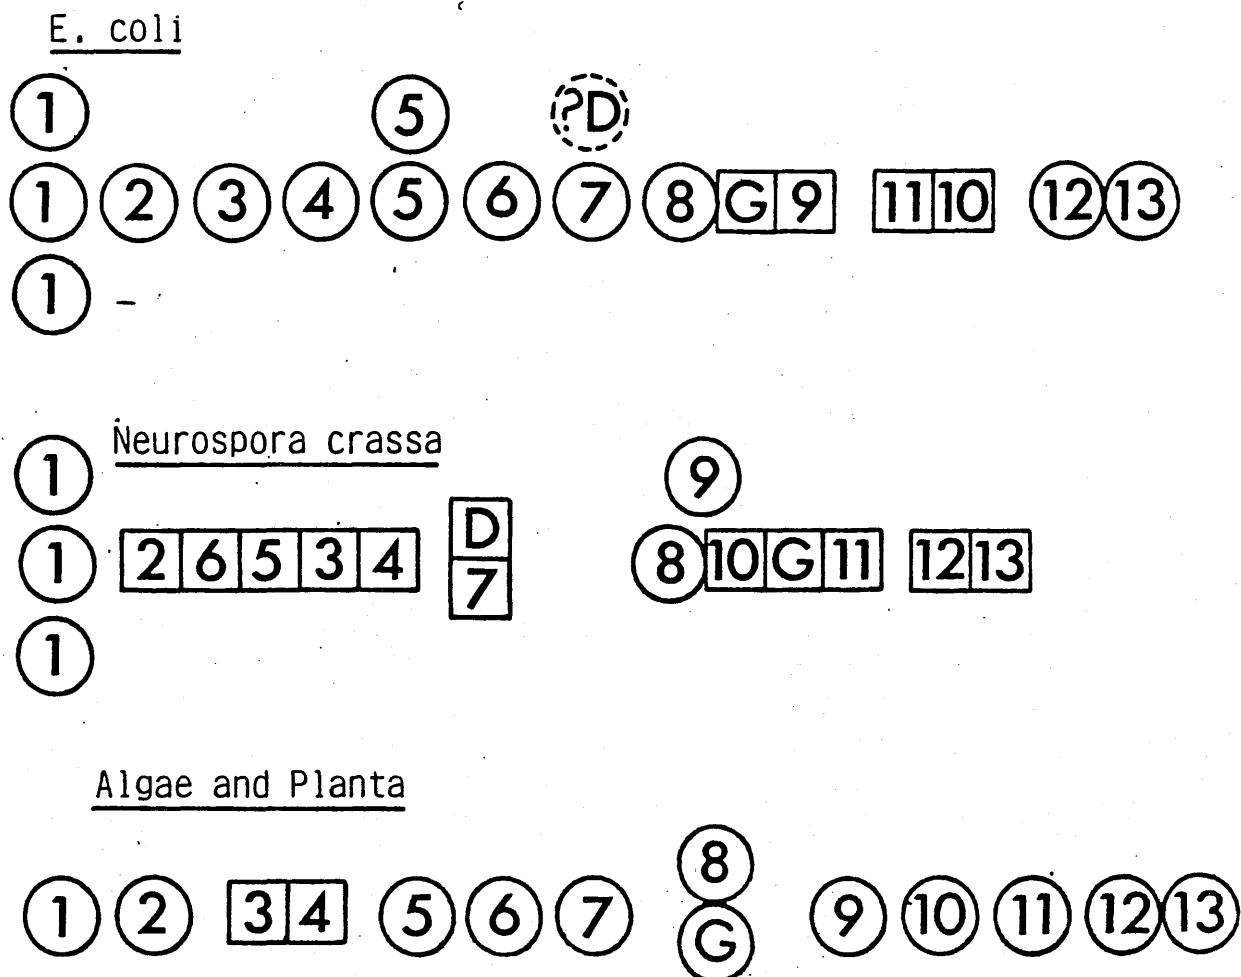 E. coli
1 5 ?D
1 2 3 4 5 6 7 8 G 9 11 10 12 13
1
Neurospora crassa
1 9
D
1 2 6 5 3 4 8 10 G 11 12 13
7
1
Algae and Planta
8
1 2 3 4 5 6 7 9 10 11 12 13
G